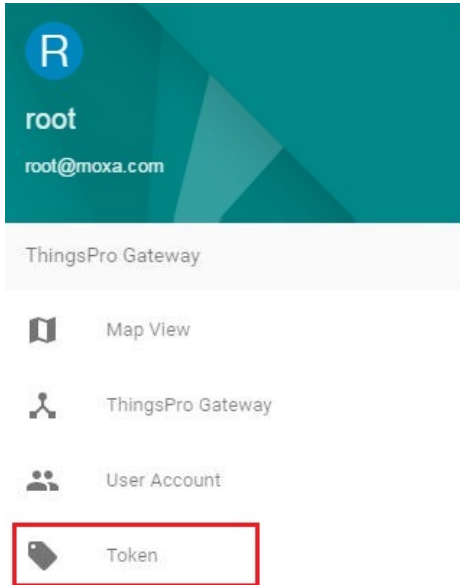 R
root
root@moxa.com
ThingsPro Gateway
Map View
ThingsPro Gateway
User Account
Token